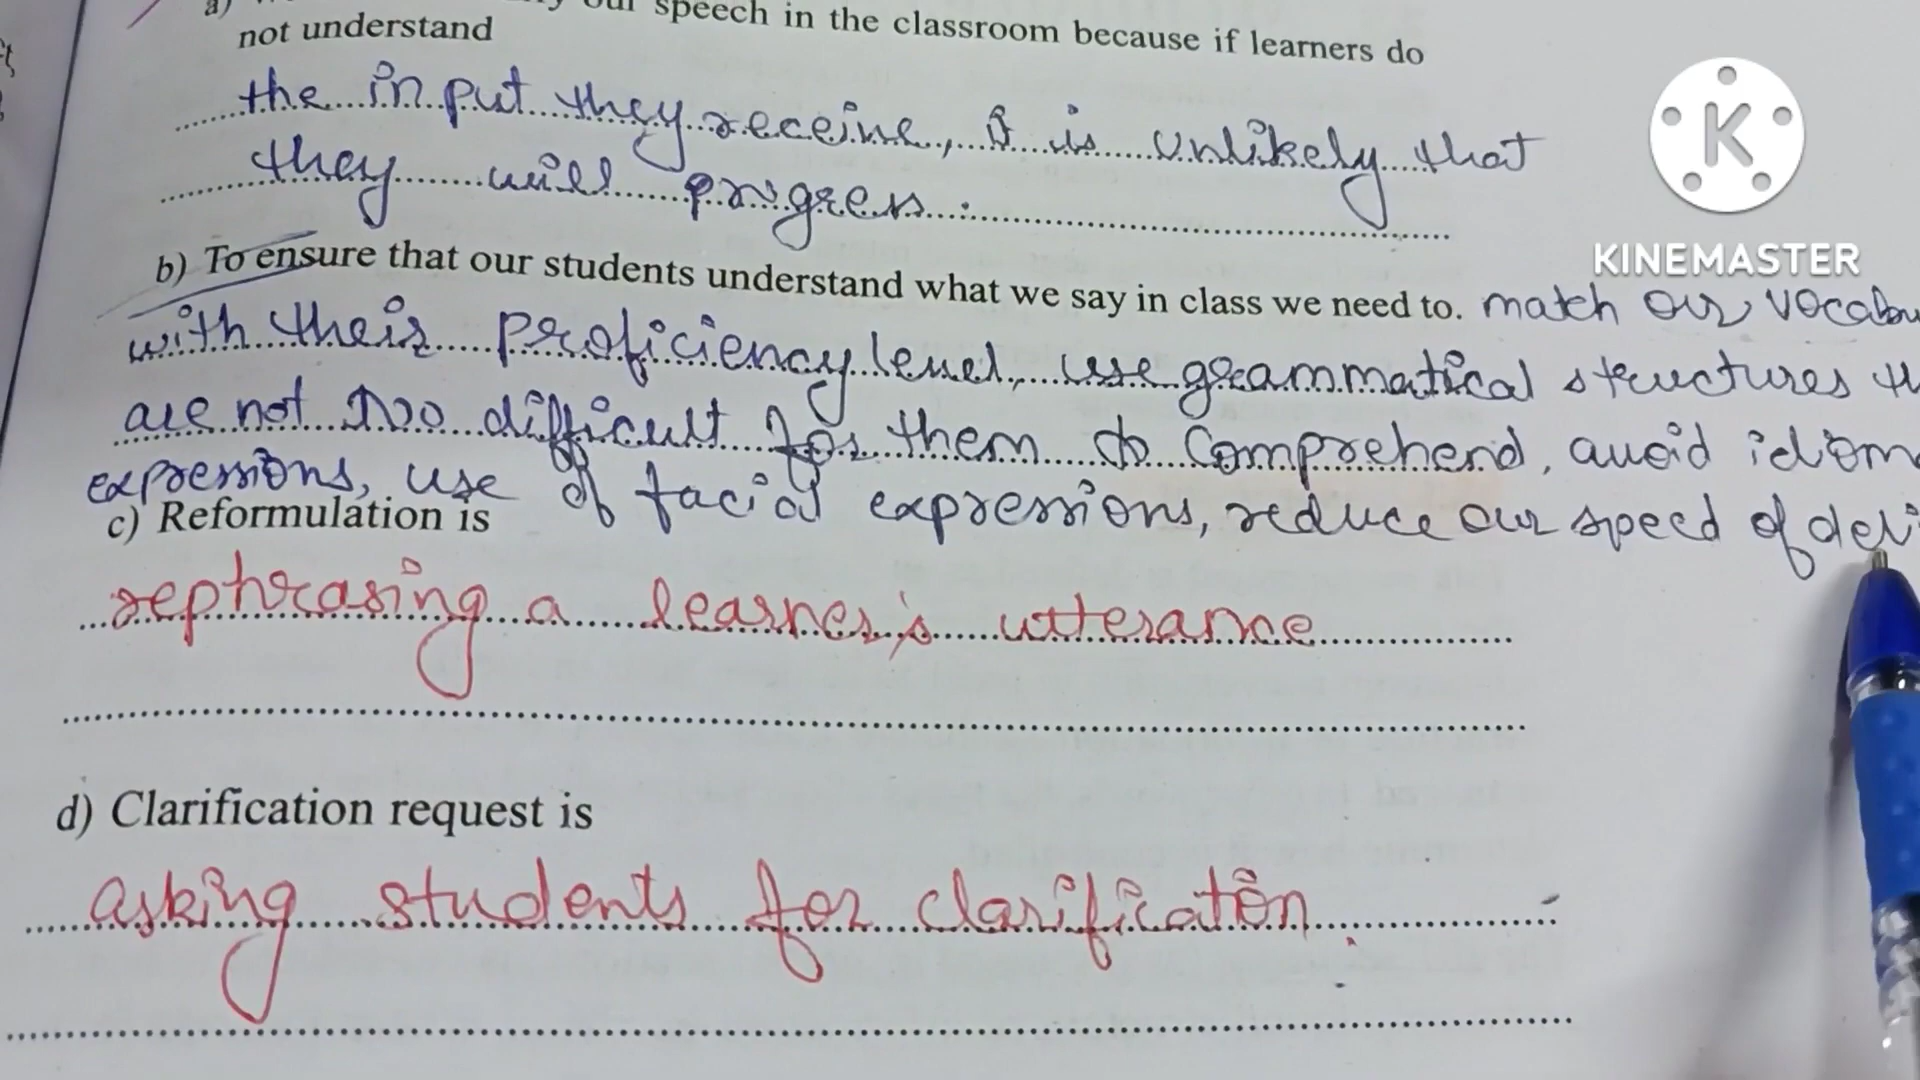 a) our speech in the classroom because if learners do
not understand
the input they receive, it is unlikely that
they will progress.
b) To ensure that our students understand what we say in class we need to. match our vocabu
with their proficiency level, use grammatical structures th
are not too difficult for them to comprehend, avoid idiom
expressions, use of facial expressions, reduce our speed of deli
c) Reformulation is
rephrasing a learner's utterance
d) Clarification request is
asking students for clarification
K
KINEMASTER